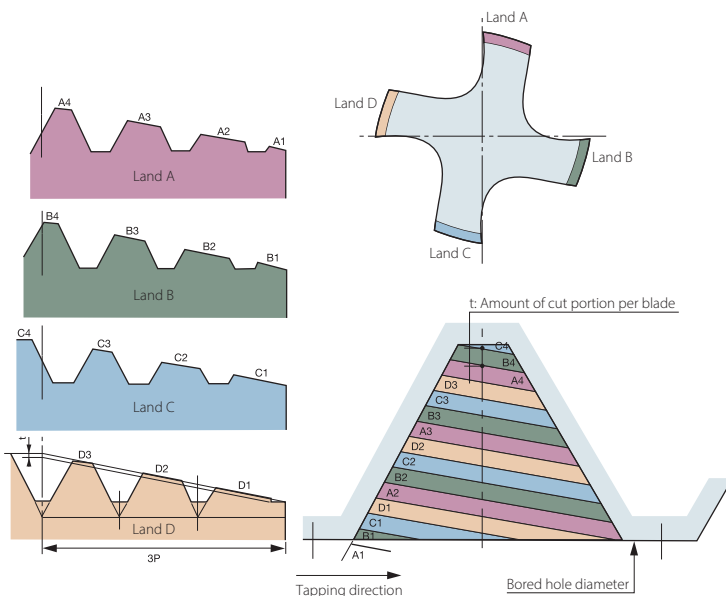 Land A
A4
A3
A2
A1
Land A
Land D
Land B
Land C
B4
B3
B2
B1
Land B
t: Amount of cut portion per blade
C4
C3
C2
C1
Land C
t
D3
D2
D1
Land D
3P
C4
B4
A4
D3
C3
B3
A3
D2
C2
B2
A2
D1
C1
B1
A1
Tapping direction
Bored hole diameter